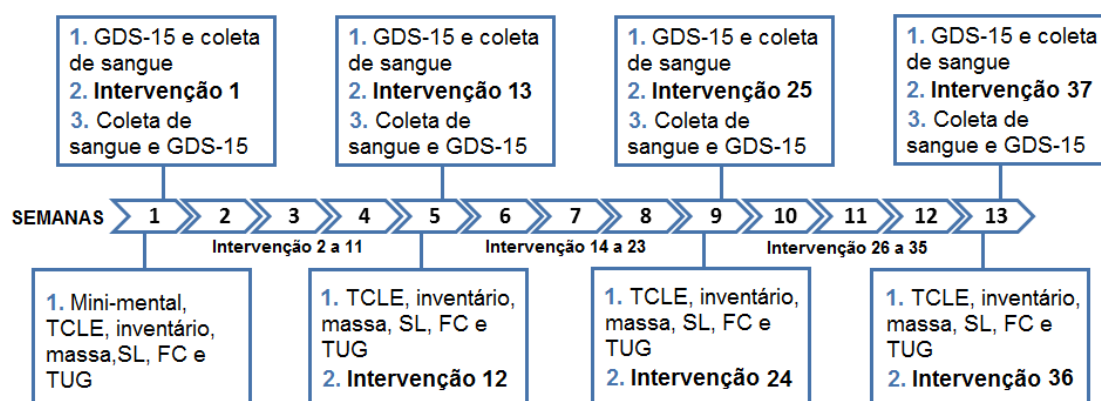 1. GDS-15 e coleta
de sangue
2. Intervenção 1
3. Coleta de
sangue e GDS-15
1. GDS-15 e coleta
de sangue
2. Intervenção 13
3. Coleta de
sangue e GDS-15
1. GDS-15 e coleta
de sangue
2. Intervenção 25
3. Coleta de
sangue e GDS-15
1. GDS-15 e coleta
de sangue
2. Intervenção 37
3. Coleta de
sangue e GDS-15
SEMANAS 1 2 3 4 5 6 7 8 9 10 11 12 13
Intervenção 2 a 11
Intervenção 14 a 23
Intervenção 26 a 35
1. Mini-mental,
TCLE, inventário,
massa,SL, FC e
TUG
1. TCLE, inventário,
massa, SL, FC e
TUG
2. Intervenção 12
1. TCLE, inventário,
massa, SL, FC e
TUG
2. Intervenção 24
1. TCLE, inventário,
massa, SL, FC e
TUG
2. Intervenção 36